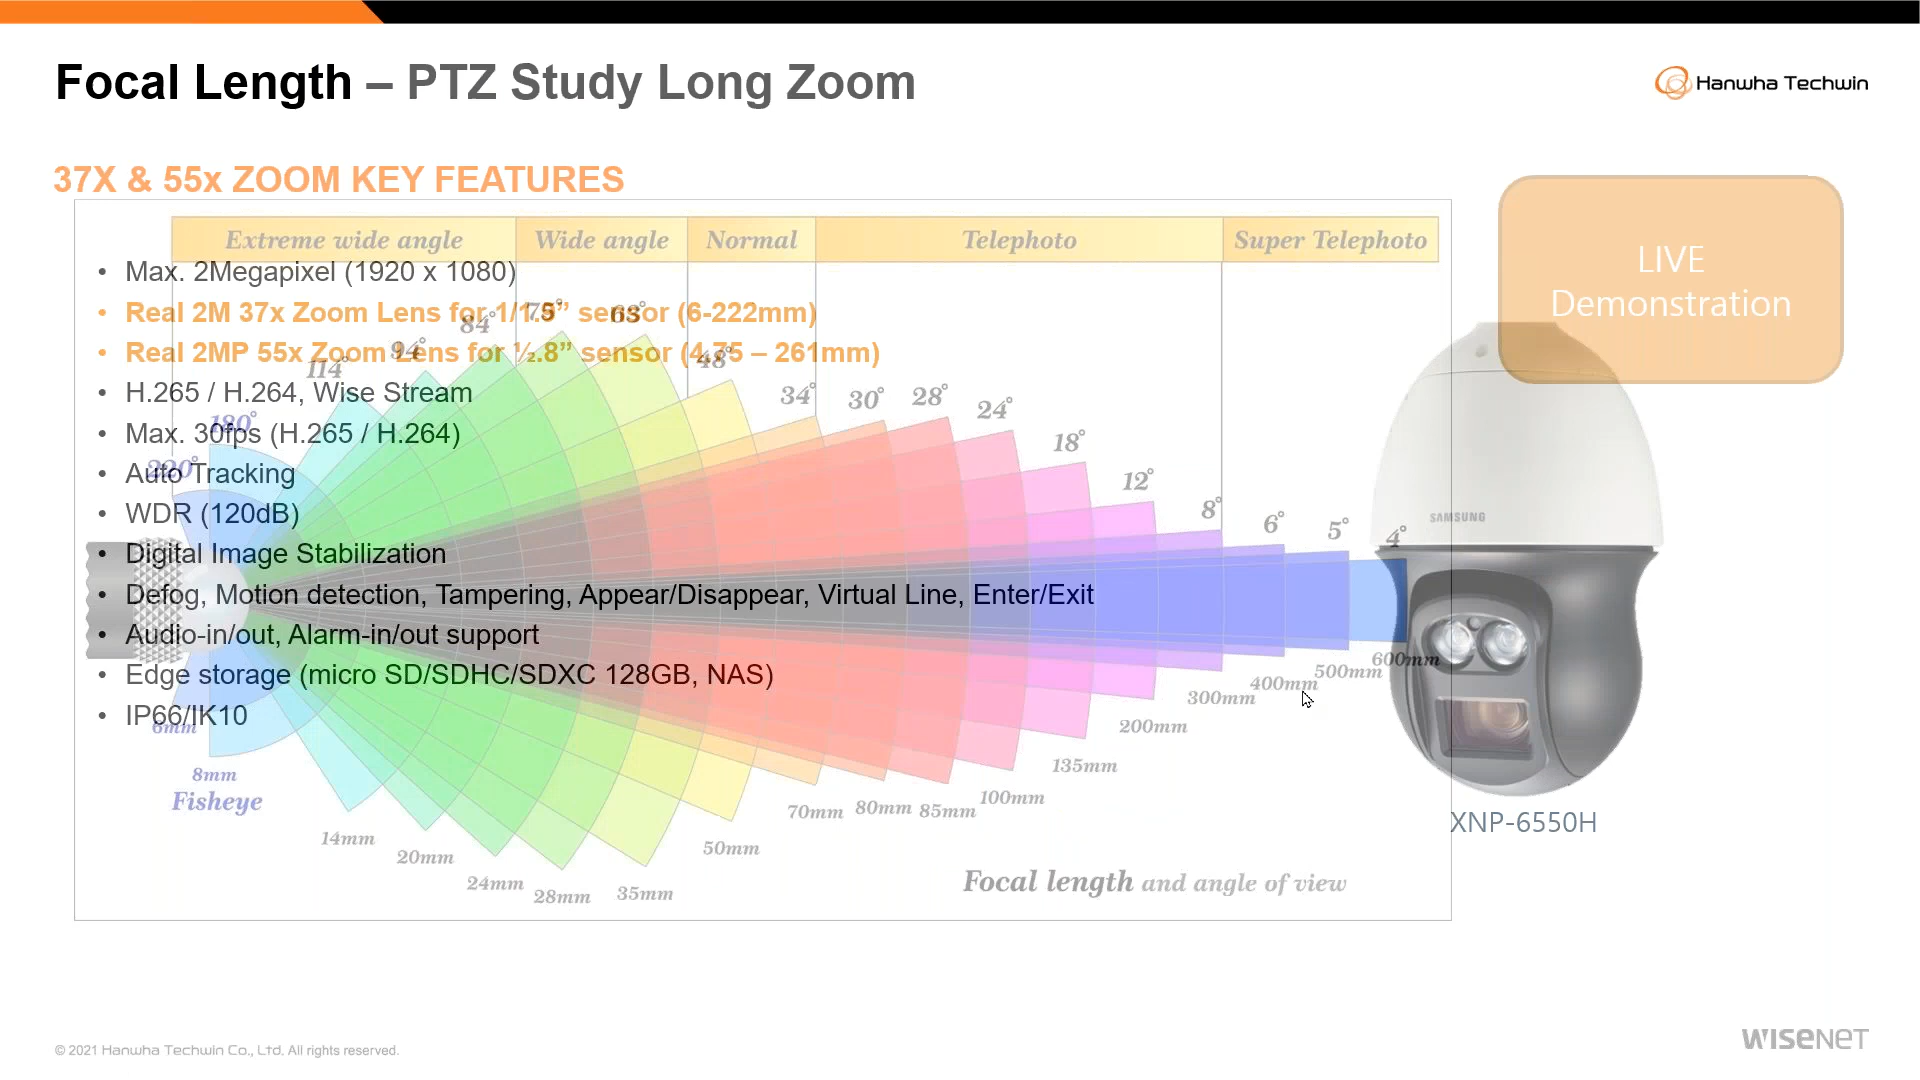 Focal Length – PTZ Study Long Zoom
Hanwha Techwin
37X & 55x ZOOM KEY FEATURES
LIVE
Demonstration
Extreme wide angle
Wide angle
Normal
Telephoto
Super Telephoto
• Max. 2Megapixel (1920 x 1080)
• Real 2M 37x Zoom Lens for 1/1.9” sensor (6-222mm)
• Real 2MP 55x Zoom Lens for ½.8” sensor (4.75 – 261mm)
• H.265 / H.264, Wise Stream
• Max. 30fps (H.265 / H.264)
• Auto Tracking
• WDR (120dB)
• Digital Image Stabilization
• Defog, Motion detection, Tampering, Appear/Disappear, Virtual Line, Enter/Exit
• Audio-in/out, Alarm-in/out support
• Edge storage (micro SD/SDHC/SDXC 128GB, NAS)
• IP66/IK10
220°
180°
114°
94°
84°
75°
63°
48°
34°
30°
28°
24°
18°
12°
8°
6°
5°
4°
6mm
8mm
Fisheye
14mm
20mm
24mm
28mm
35mm
50mm
70mm
80mm
85mm
100mm
135mm
200mm
300mm
400mm
500mm
600mm
Focal length and angle of view
SAMSUNG
XNP-6550H
© 2021 Hanwha Techwin Co., Ltd. All rights reserved.
WISENET